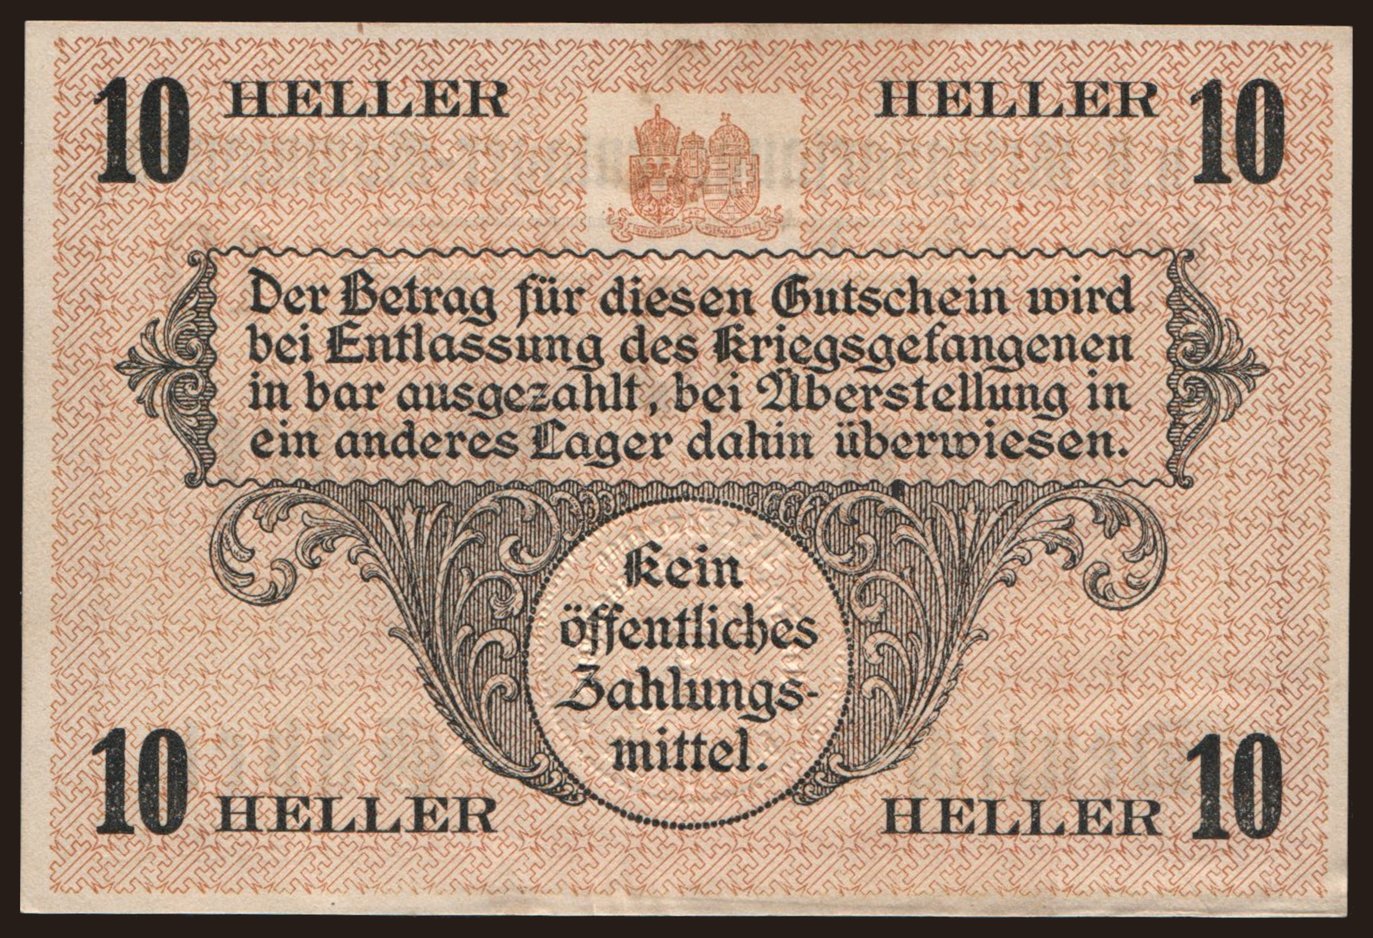 10 HELLER HELLER 10
Der Betrag für diesen Gutschein wird
bei Entlassung des Kriegsgefangenen
in bar ausgezahlt, bei Überstellung in
ein anderes Lager dahin überwiesen.
Kein
öffentliches
Zahlungs-
mittel.
10 HELLER HELLER 10